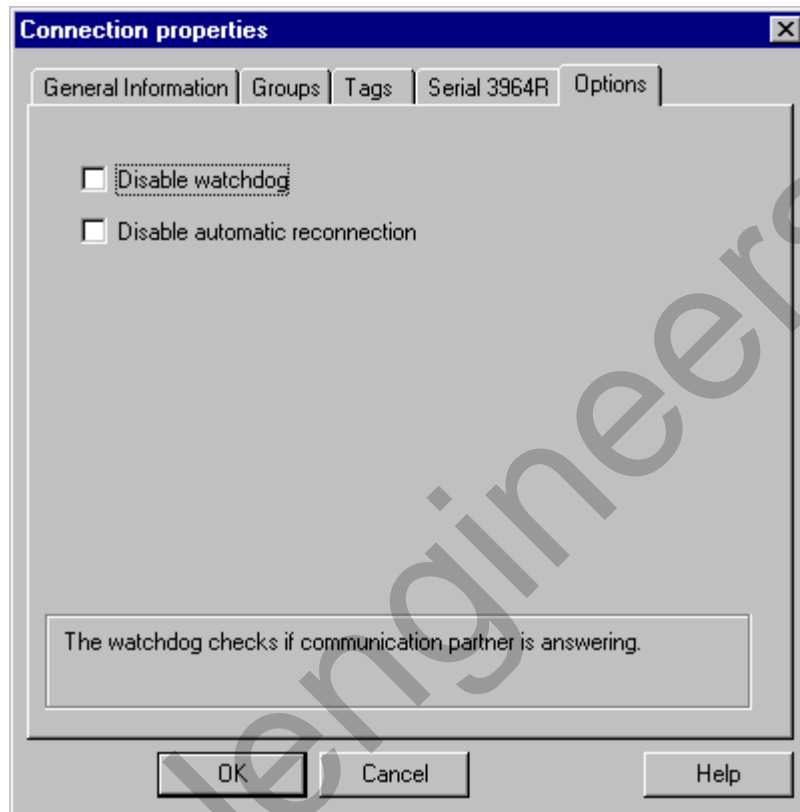 Connection properties
General Information Groups Tags Serial 3964R Options
Disable watchdog
Disable automatic reconnection
The watchdog checks if communication partner is answering.
OK Cancel Help
lengineers